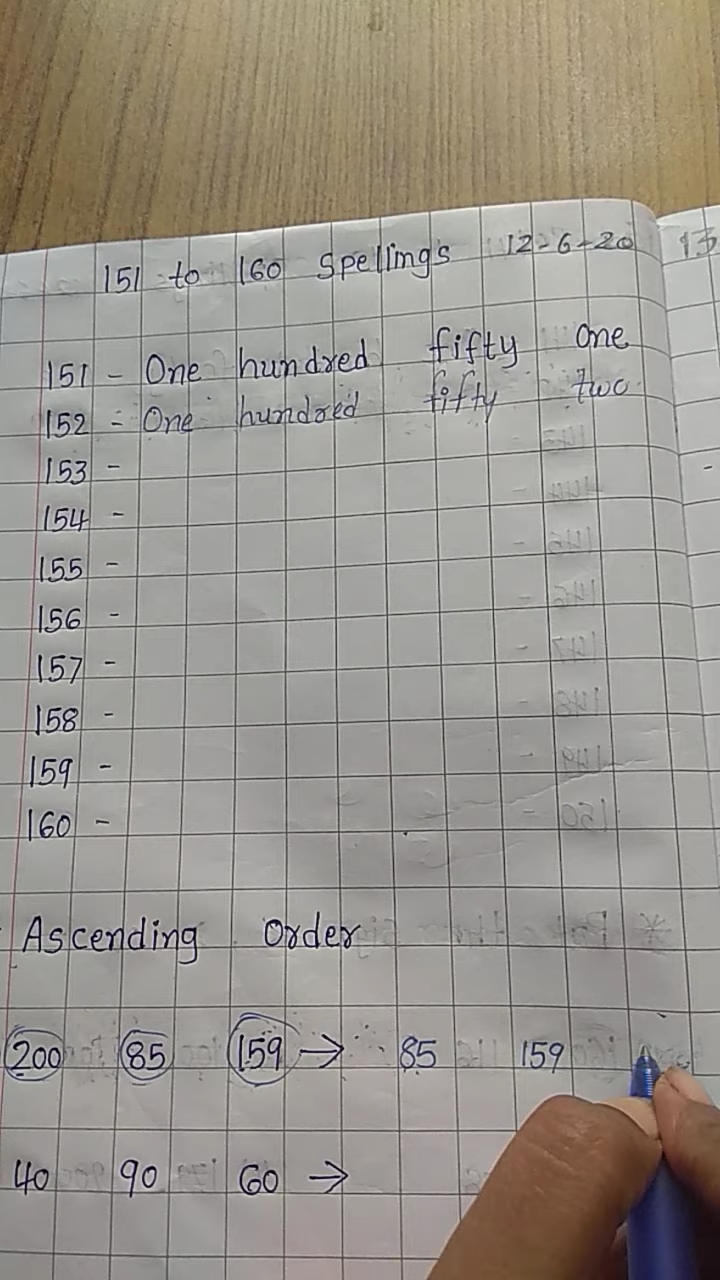 151 to 160 Spellings 12-6-20 13
151 - One hundred fifty one
152 - One hundred fifty two
153 -
154 -
155 -
156 -
157 -
158 -
159 -
160 -
Ascending Order
200 85 159 → 85 159
40 90 60 →